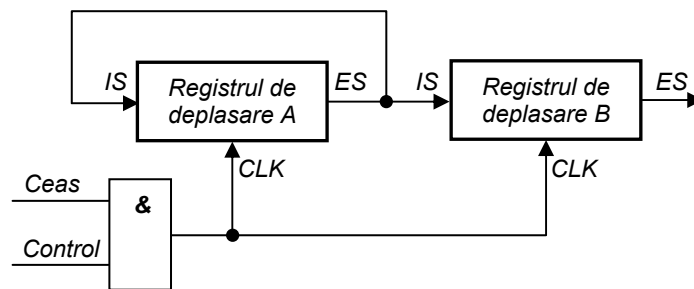 IS
Registrul de
deplasare A
ES
IS
Registrul de
deplasare B
ES
CLK
CLK
Ceas
&
Control